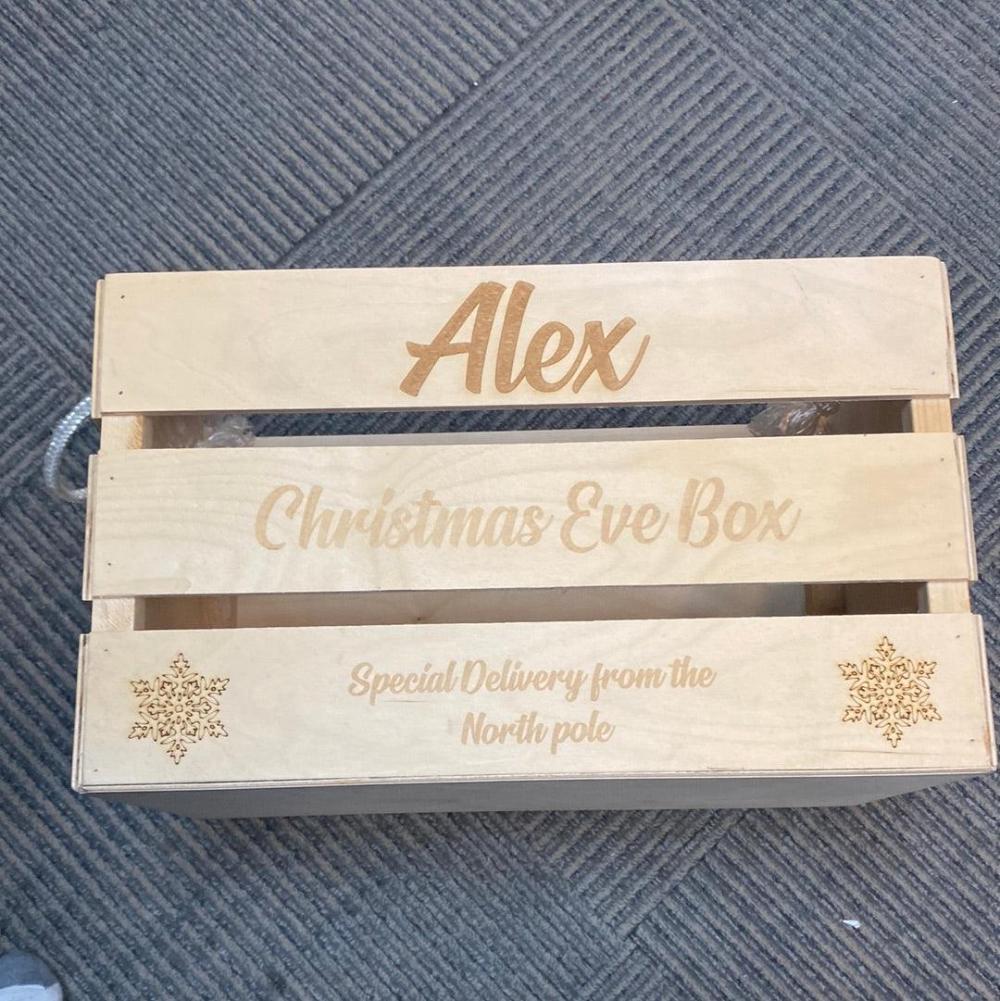 Alex
Christmas Eve Box
Special Delivery from the
North pole